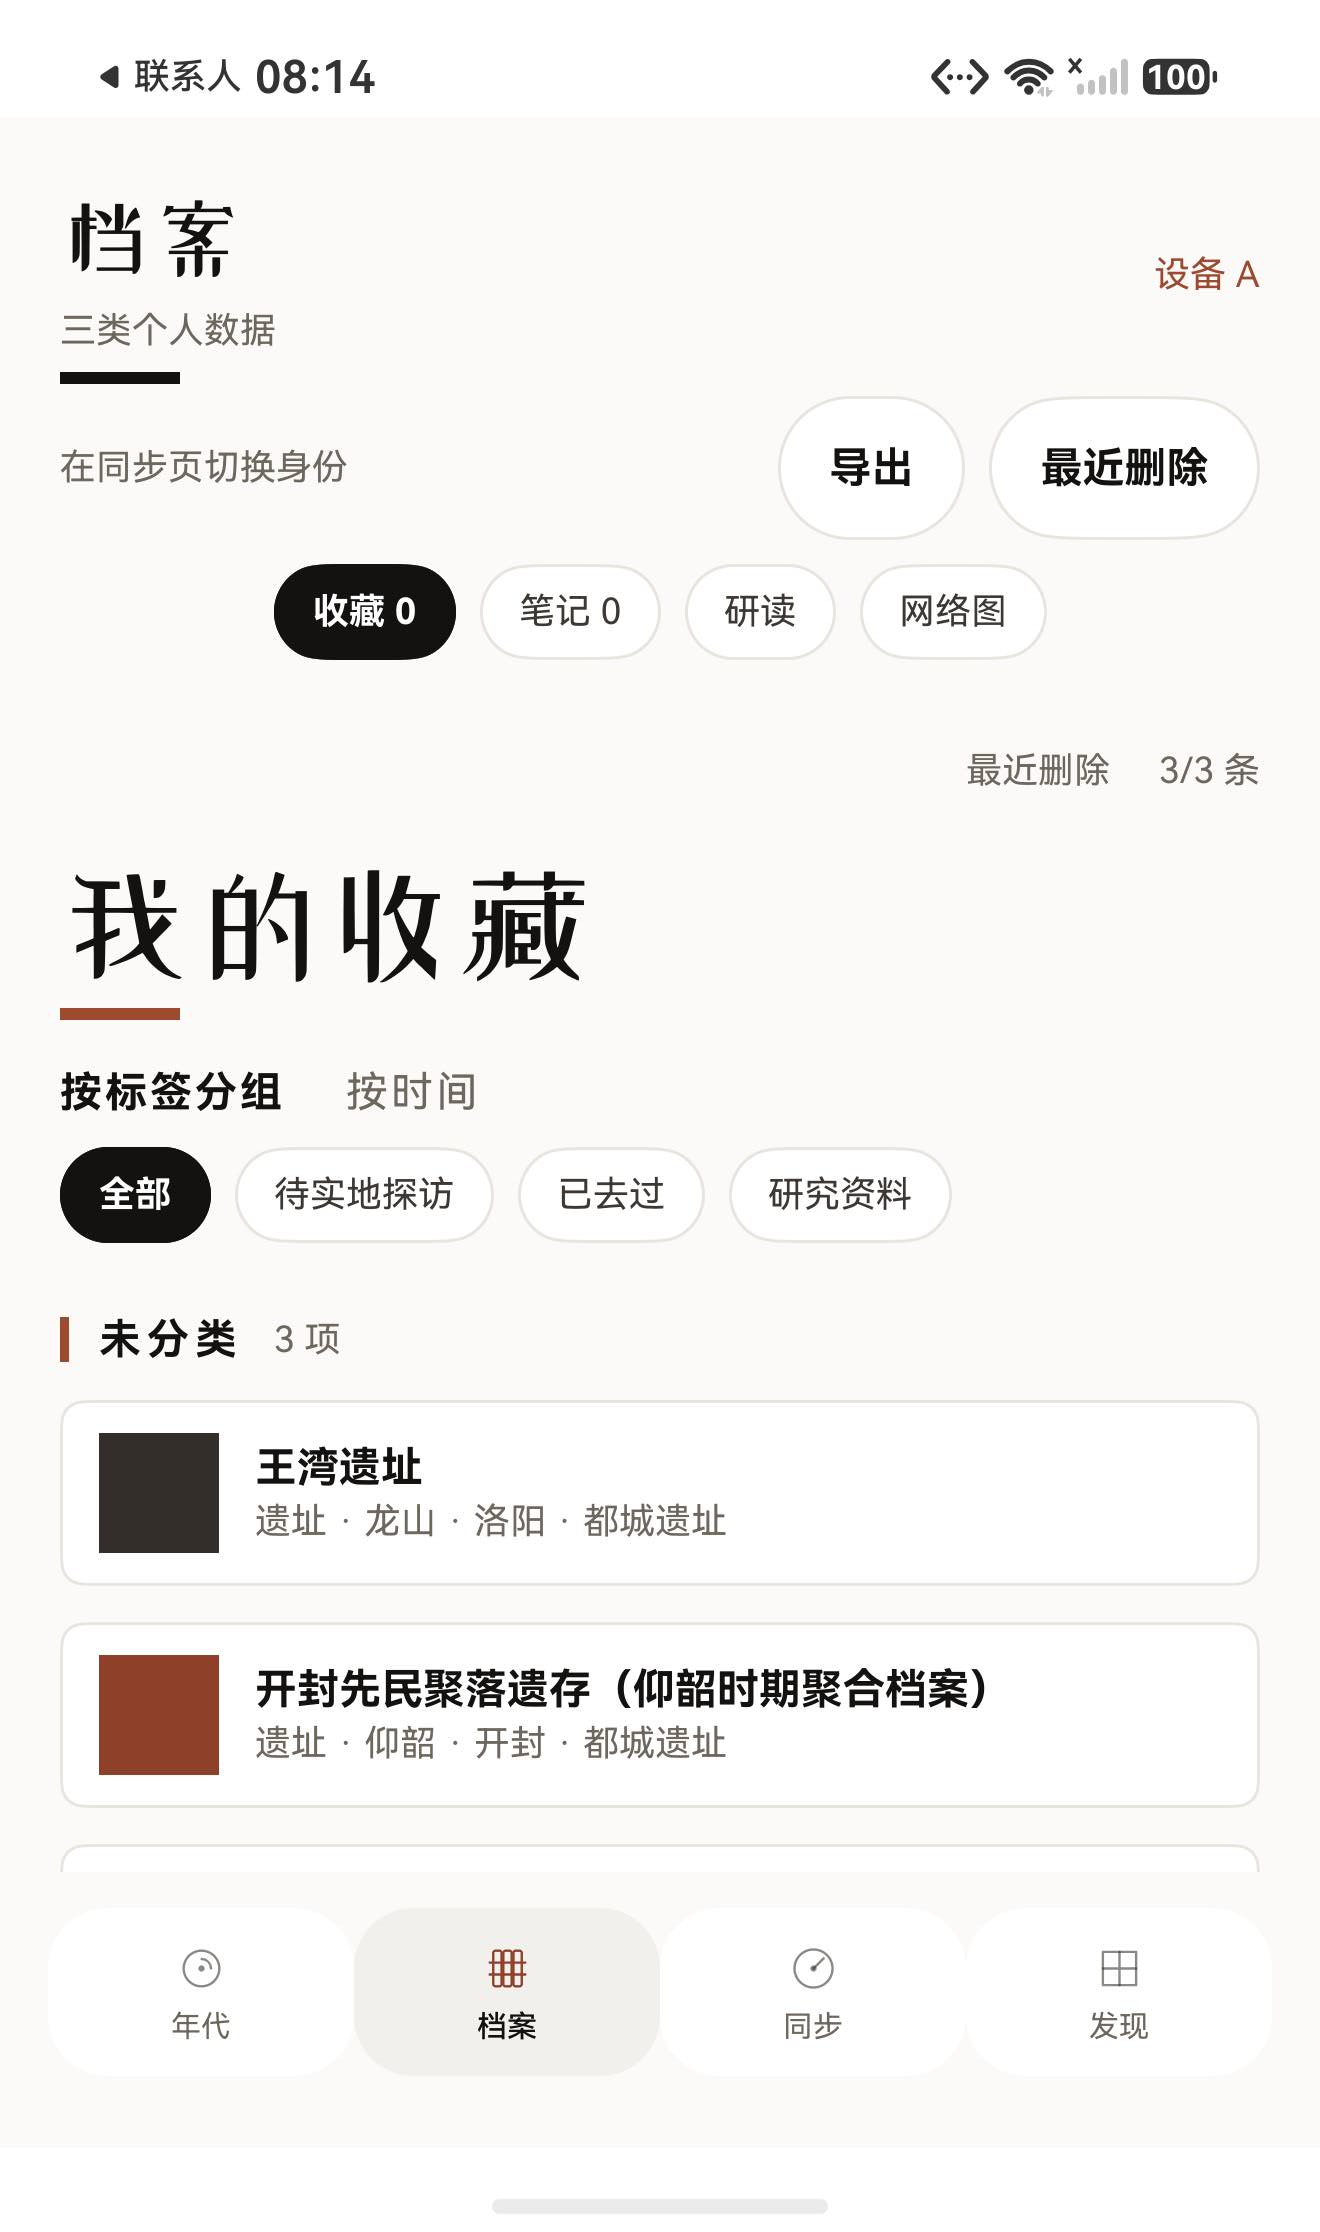 联系人 08:14 100
档案
设备 A
三类个人数据
在同步页切换身份 导出 最近删除
收藏 0 笔记 0 研读 网络图
最近删除 3/3 条
我的收藏
按标签分组 按时间
全部 待实地探访 已去过 研究资料
未分类 3 项
王湾遗址
遗址 · 龙山 · 洛阳 · 都城遗址
开封先民聚落遗存（仰韶时期聚合档案）
遗址 · 仰韶 · 开封 · 都城遗址
年代 档案 同步 发现